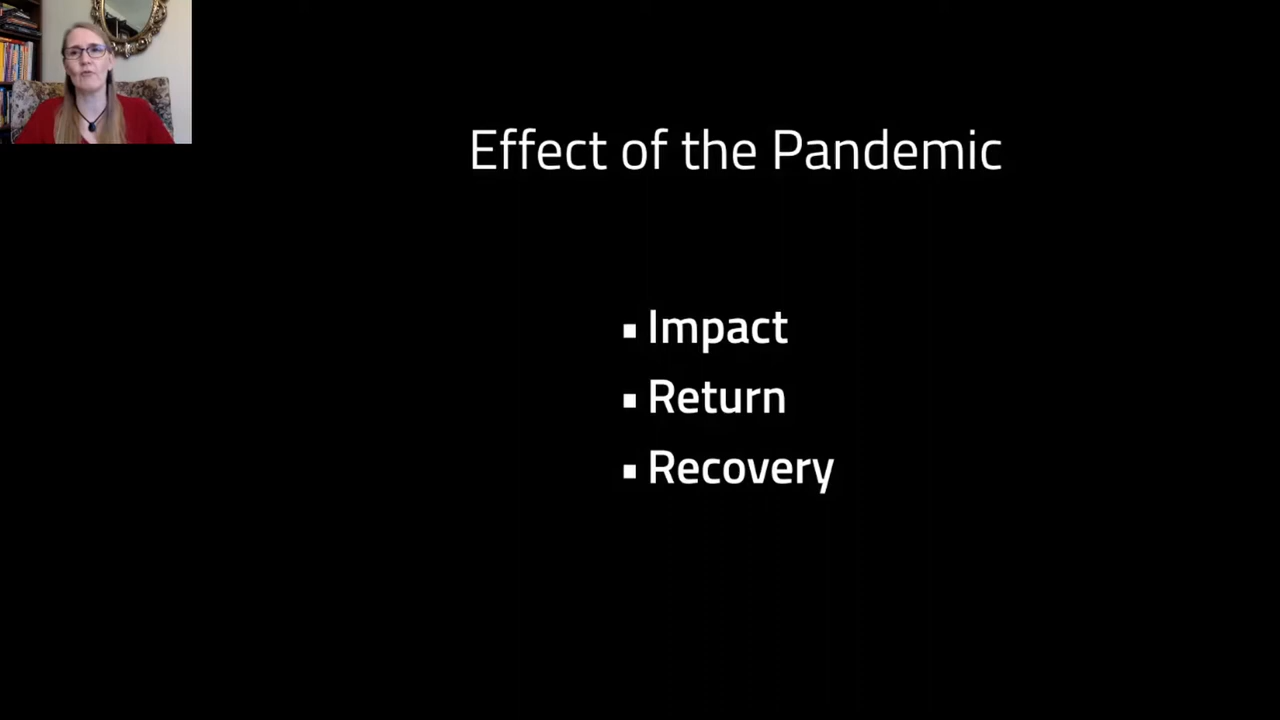 Effect of the Pandemic
▪ Impact
▪ Return
▪ Recovery